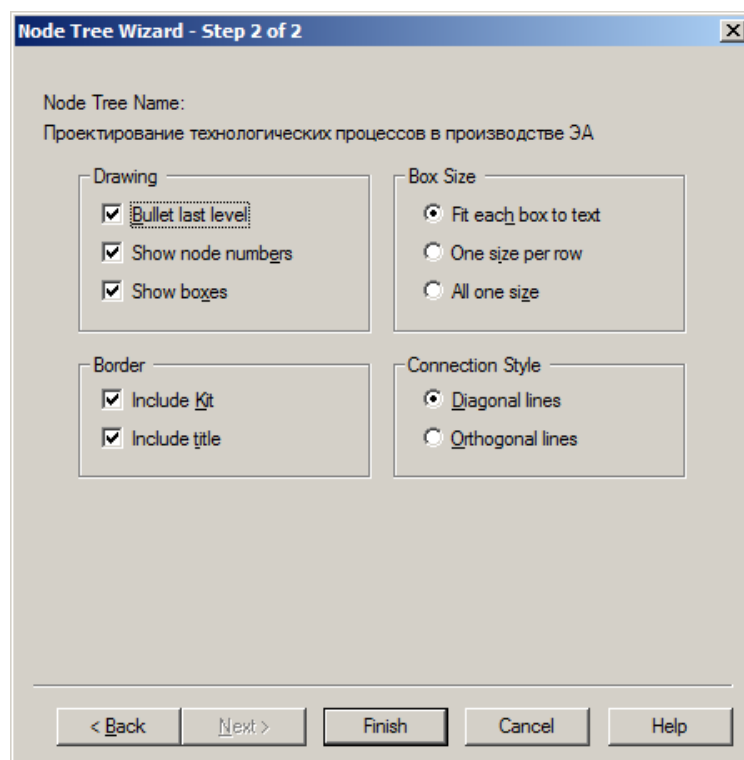 Node Tree Wizard - Step 2 of 2
Node Tree Name:
Проектирование технологических процессов в производстве ЭА
Drawing
Bullet last level
Show node numbers
Show boxes
Box Size
Fit each box to text
One size per row
All one size
Border
Include Kit
Include title
Connection Style
Diagonal lines
Orthogonal lines
< Back
Next >
Finish
Cancel
Help